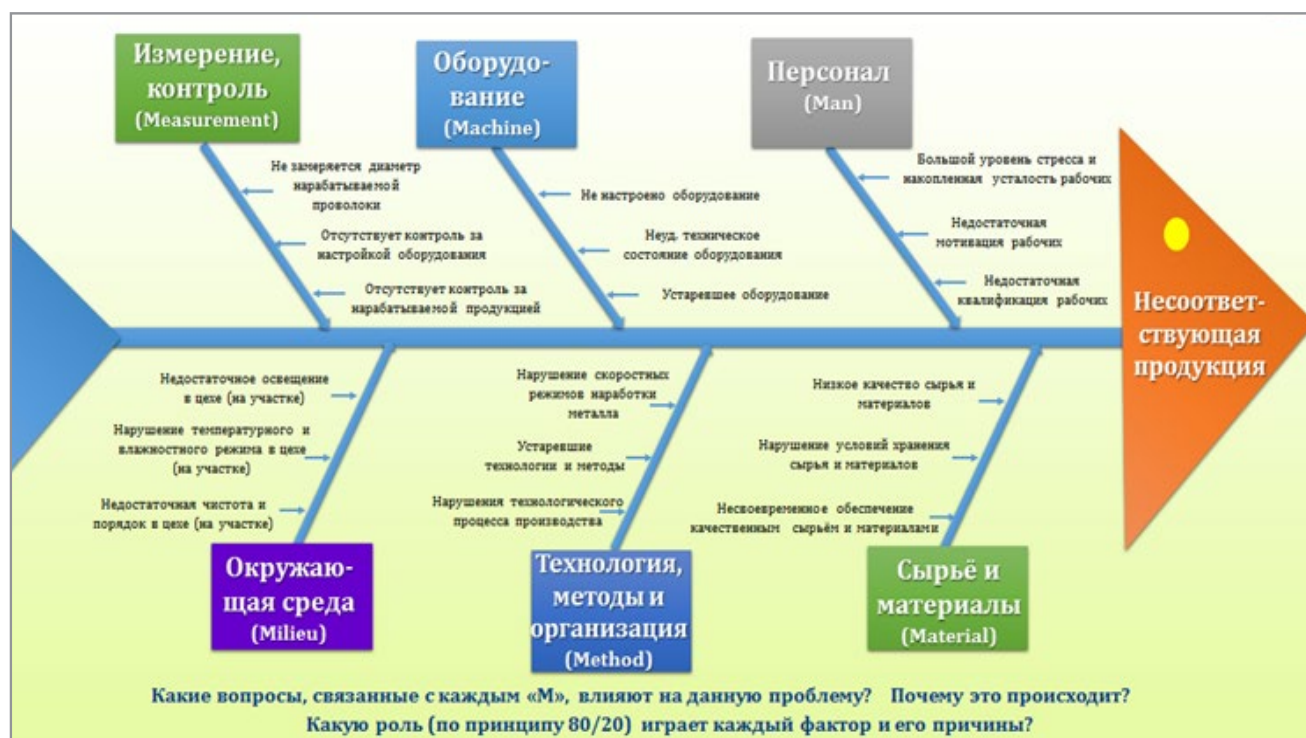 Измерение,
контроль
(Measurement)
Оборудо-
вание
(Machine)
Персонал
(Man)
Не замеряется диаметр
нарабатываемой
проволоки
Отсутствует контроль за
настройкой оборудования
Отсутствует контроль за
нарабатываемой продукцией
Не настроено оборудование
Неуд. техническое
состояние оборудования
Устаревшее оборудование
Большой уровень стресса и
накопленная усталость рабочих
Недостаточная
мотивация рабочих
Недостаточная
квалификация рабочих
Несоответ-
ствующая
продукция
Недостаточное освещение
в цехе (на участке)
Нарушение температурного и
влажностного режима в цехе
(на участке)
Недостаточная чистота и
порядок в цехе (на участке)
Нарушение скоростных
режимов наработки
металла
Устаревшие
технологии и методы
Нарушения технологического
процесса производства
Низкое качество сырья и
материалов
Нарушение условий хранения
сырья и материалов
Несвоевременное обеспечение
качественным сырьём и материалами
Окружаю-
щая среда
(Milieu)
Технология,
методы и
организация
(Method)
Сырьё и
материалы
(Material)
Какие вопросы, связанные с каждым «М», влияют на данную проблему? Почему это происходит?
Какую роль (по принципу 80/20) играет каждый фактор и его причины?